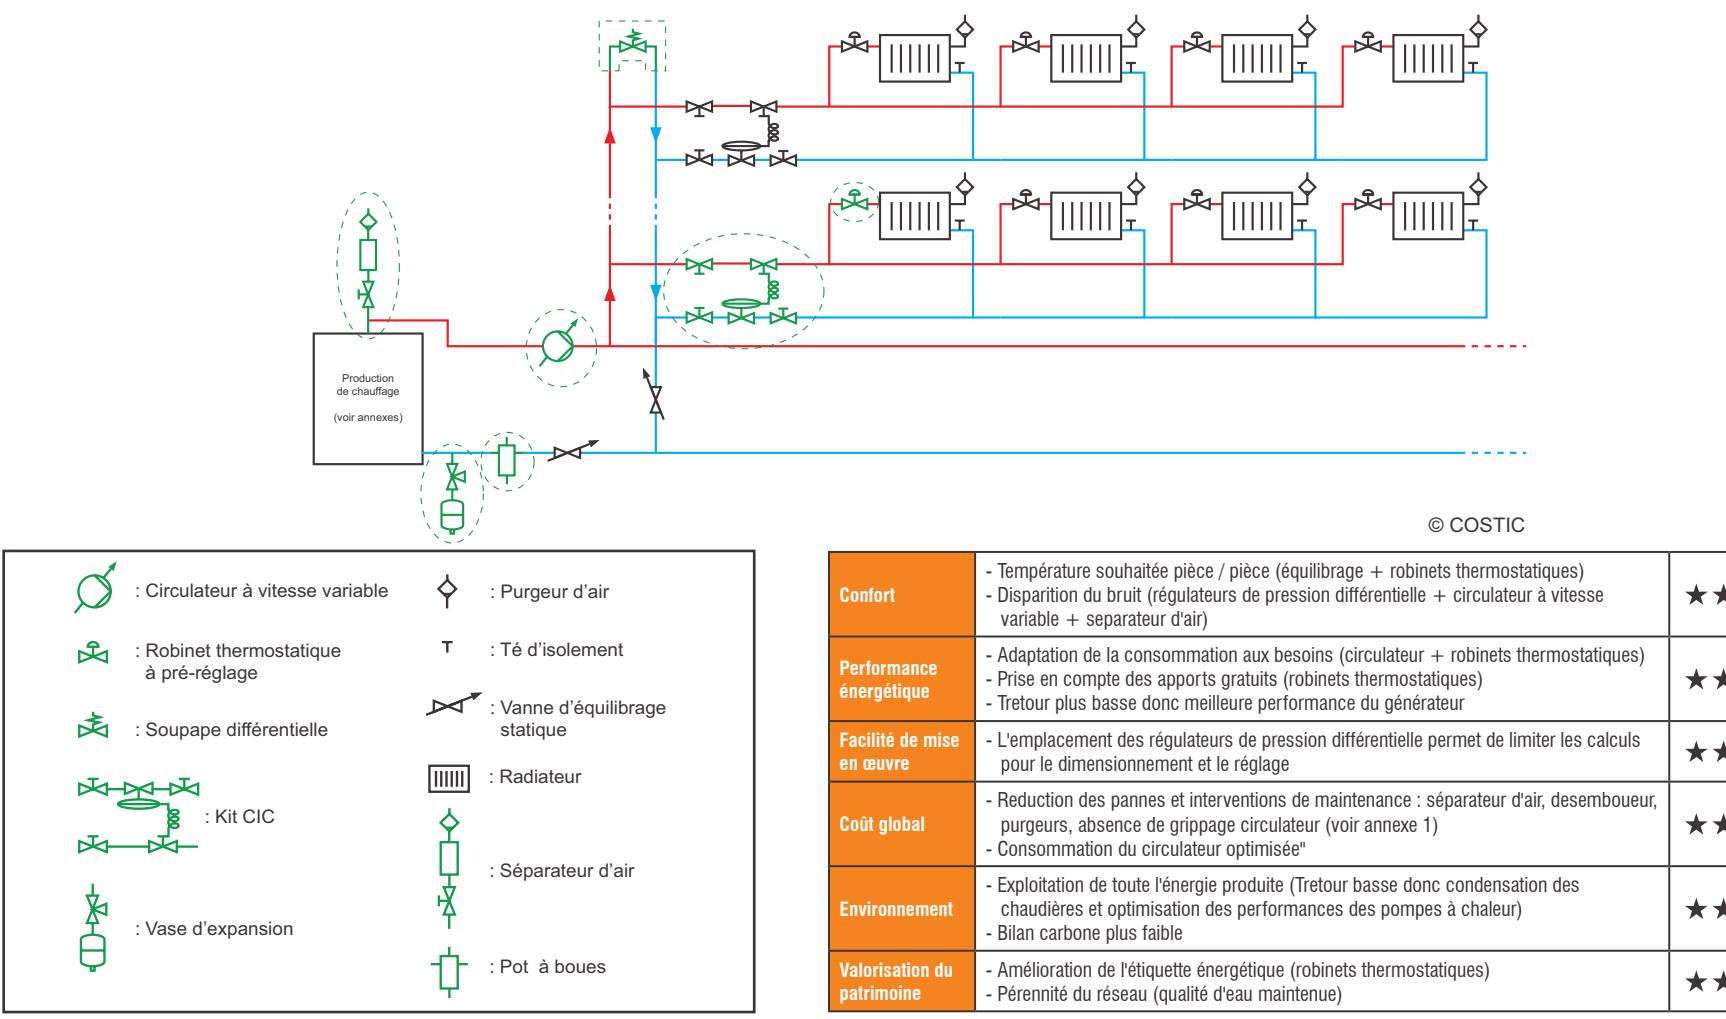 Production
de chauffage
(voir annexes)
© COSTIC
: Circulateur à vitesse variable
: Robinet thermostatique
à pré-réglage
: Soupape différentielle
: Kit CIC
: Vase d'expansion
: Purgeur d'air
: Té d'isolement
: Vanne d'équilibrage
statique
: Radiateur
: Séparateur d'air
: Pot à boues
Confort
- Température souhaitée pièce / pièce (équilibrage + robinets thermostatiques)
- Disparition du bruit (régulateurs de pression différentielle + circulateur à vitesse
variable + separateur d'air)
Performance
énergétique
- Adaptation de la consommation aux besoins (circulateur + robinets thermostatiques)
- Prise en compte des apports gratuits (robinets thermostatiques)
- Tretour plus basse donc meilleure performance du générateur
Facilité de mise
en œuvre
- L'emplacement des régulateurs de pression différentielle permet de limiter les calculs
pour le dimensionnement et le réglage
Coût global
- Reduction des pannes et interventions de maintenance : séparateur d'air, desemboueur,
purgeurs, absence de grippage circulateur (voir annexe 1)
- Consommation du circulateur optimisée"
Environnement
- Exploitation de toute l'énergie produite (Tretour basse donc condensation des
chaudières et optimisation des performances des pompes à chaleur)
- Bilan carbone plus faible
Valorisation du
patrimoine
- Amélioration de l'étiquette énergétique (robinets thermostatiques)
- Pérennité du réseau (qualité d'eau maintenue)